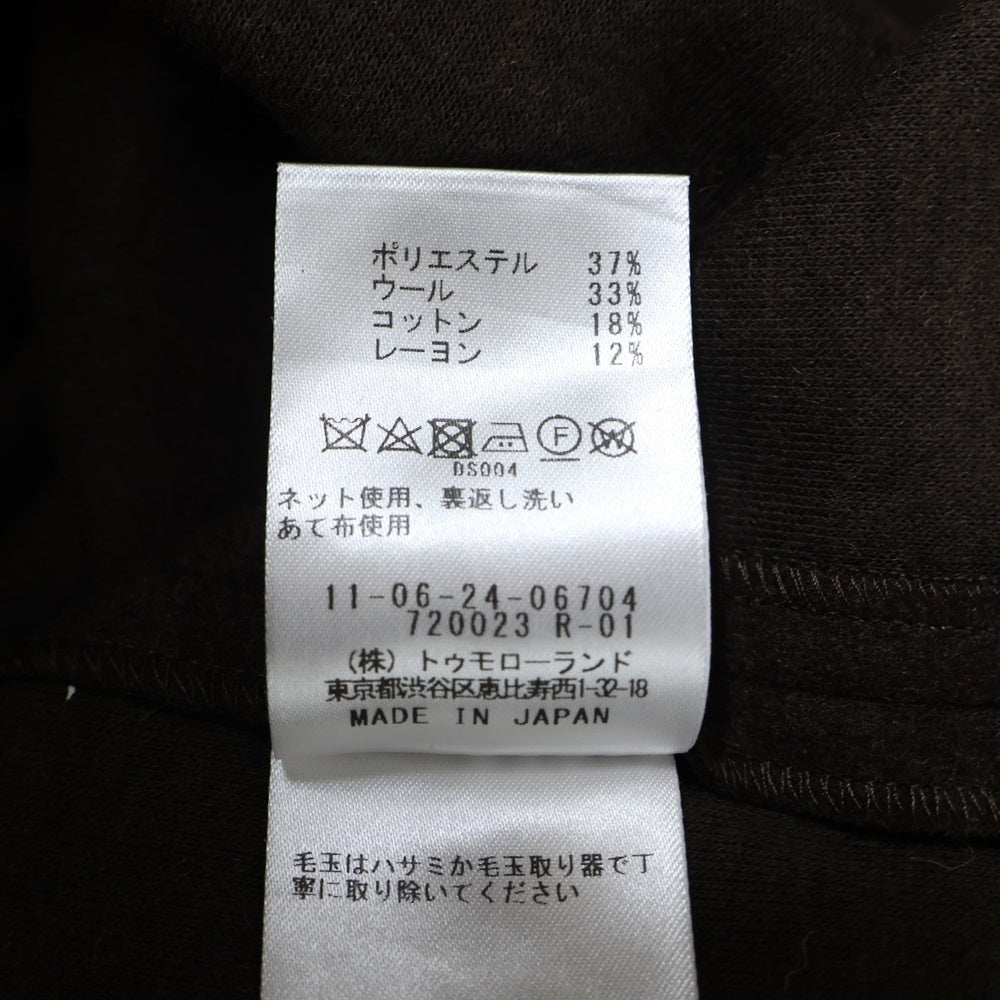 ポリエステル 37%
ウール 33%
コットン 18%
レーヨン 12%
F W
DS004
ネット使用、裏返し洗い
あて布使用
11-06-24-06704
720023 R-01
(株) トゥモローランド
東京都渋谷区恵比寿西1-32-18
MADE IN JAPAN
毛玉はハサミか毛玉取り器で丁
寧に取り除いてください